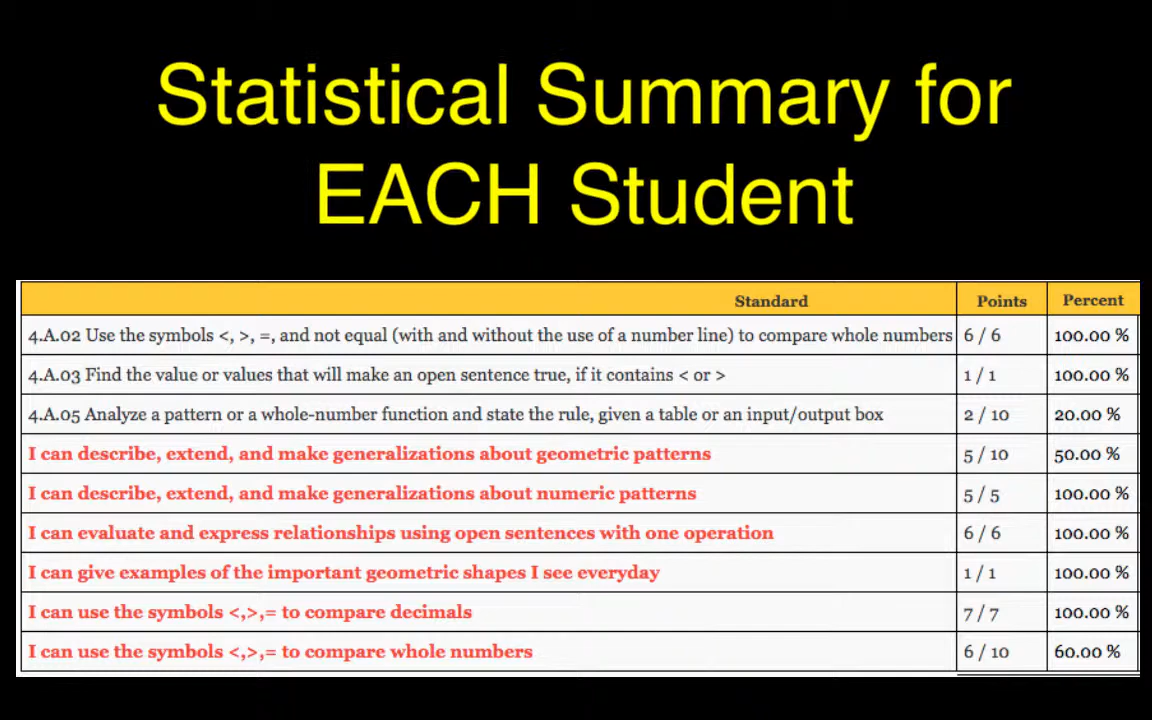 Statistical Summary for
EACH Student
Standard Points Percent
4.A.02 Use the symbols <, >, =, and not equal (with and without the use of a number line) to compare whole numbers 6 / 6 100.00 %
4.A.03 Find the value or values that will make an open sentence true, if it contains < or > 1 / 1 100.00 %
4.A.05 Analyze a pattern or a whole-number function and state the rule, given a table or an input/output box 2 / 10 20.00 %
I can describe, extend, and make generalizations about geometric patterns 5 / 10 50.00 %
I can describe, extend, and make generalizations about numeric patterns 5 / 5 100.00 %
I can evaluate and express relationships using open sentences with one operation 6 / 6 100.00 %
I can give examples of the important geometric shapes I see everyday 1 / 1 100.00 %
I can use the symbols <,>,= to compare decimals 7 / 7 100.00 %
I can use the symbols <,>,= to compare whole numbers 6 / 10 60.00 %